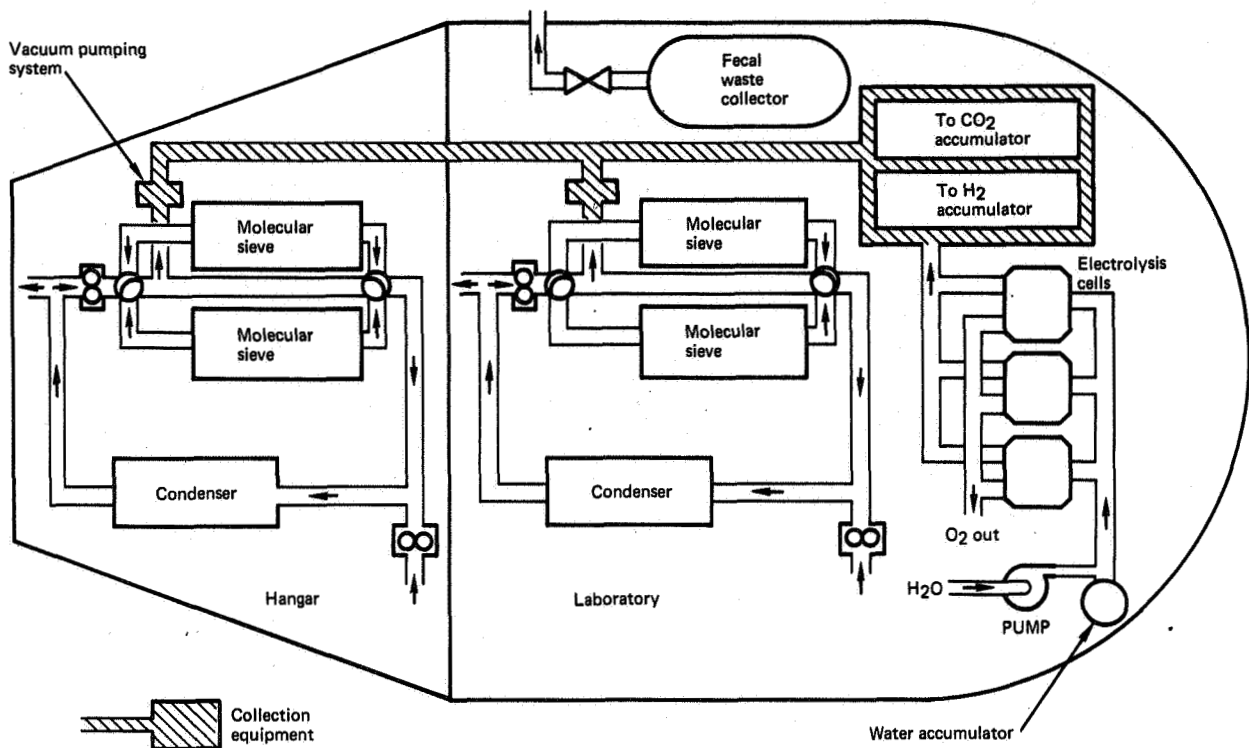 Vacuum pumping
system
Fecal
waste
collector
To CO2
accumulator
To H2
accumulator
Molecular
sieve
Molecular
sieve
Electrolysis
cells
Molecular
sieve
Molecular
sieve
Condenser
Condenser
O2 out
H2O
PUMP
Hangar
Laboratory
Collection
equipment
Water accumulator